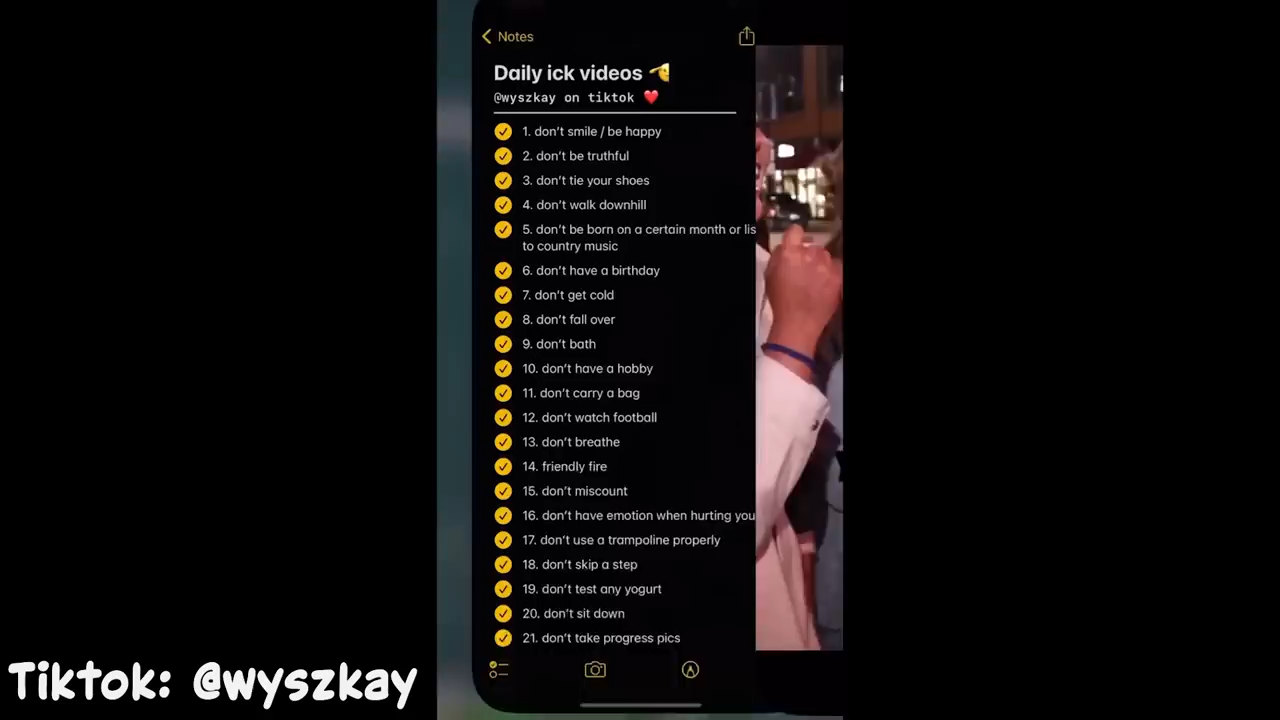 Notes
Daily ick videos
@wyszkay on tiktok
1. don't smile / be happy
2. don't be truthful
3. don't tie your shoes
4. don't walk downhill
5. don't be born on a certain month or lis
to country music
6. don't have a birthday
7. don't get cold
8. don't fall over
9. don't bath
10. don't have a hobby
11. don't carry a bag
12. don't watch football
13. don't breathe
14. friendly fire
15. don't miscount
16. don't have emotion when hurting you
17. don't use a trampoline properly
18. don't skip a step
19. don't test any yogurt
20. don't sit down
21. don't take progress pics
Tiktok: @wyszkay